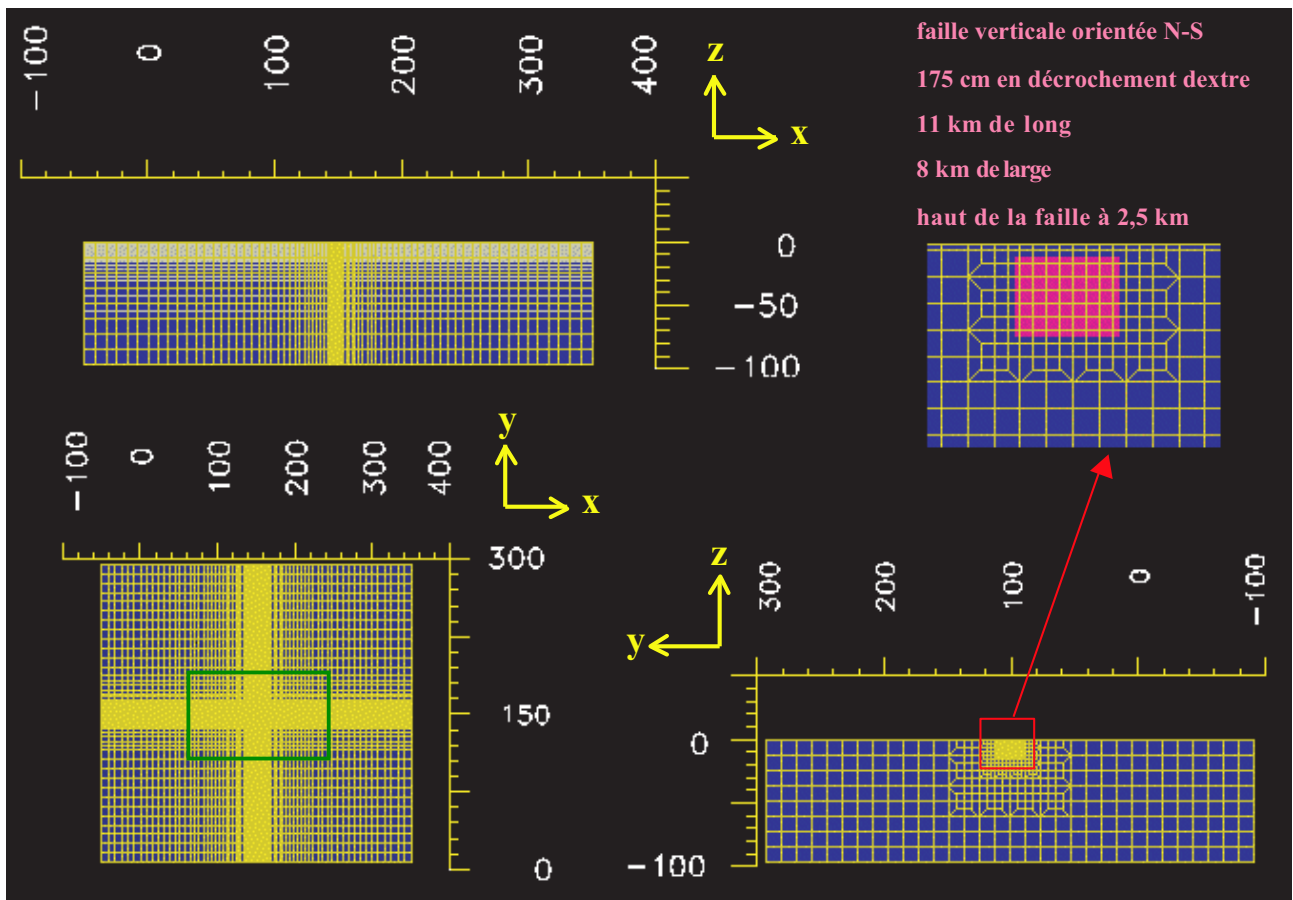 faille verticale orientée N-S
175 cm en décrochement dextre
11 km de long
8 km de large
haut de la faille à 2,5 km
-100 0 100 200 300 400
z
x
0
-50
-100
-100 0 100 200 300 400
y
x
300
150
0
z
y
300 200 100 0 -100
0
-100